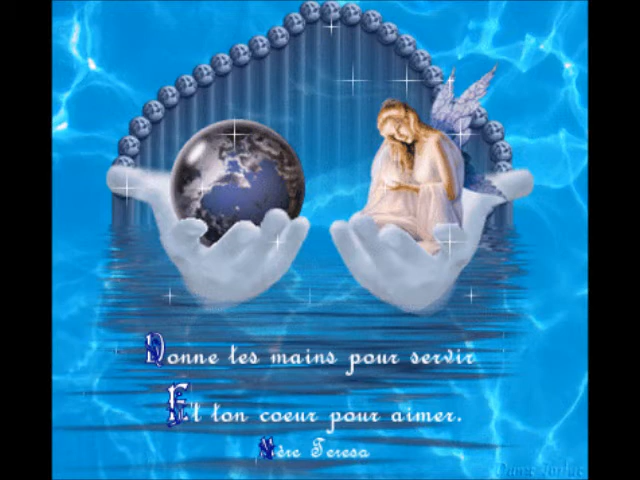 Donne tes mains pour servir
Et ton coeur pour aimer.
Mère Teresa